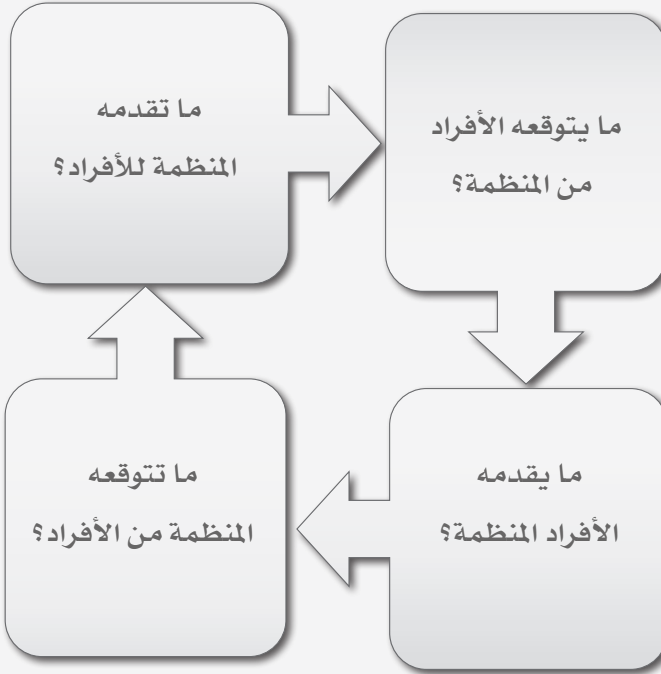 ما يتوقعه الأفراد
من المنظمة؟
ما تقدمه
المنظمة للأفراد؟
ما يقدمه
الأفراد المنظمة؟
ما تتوقعه
المنظمة من الأفراد؟